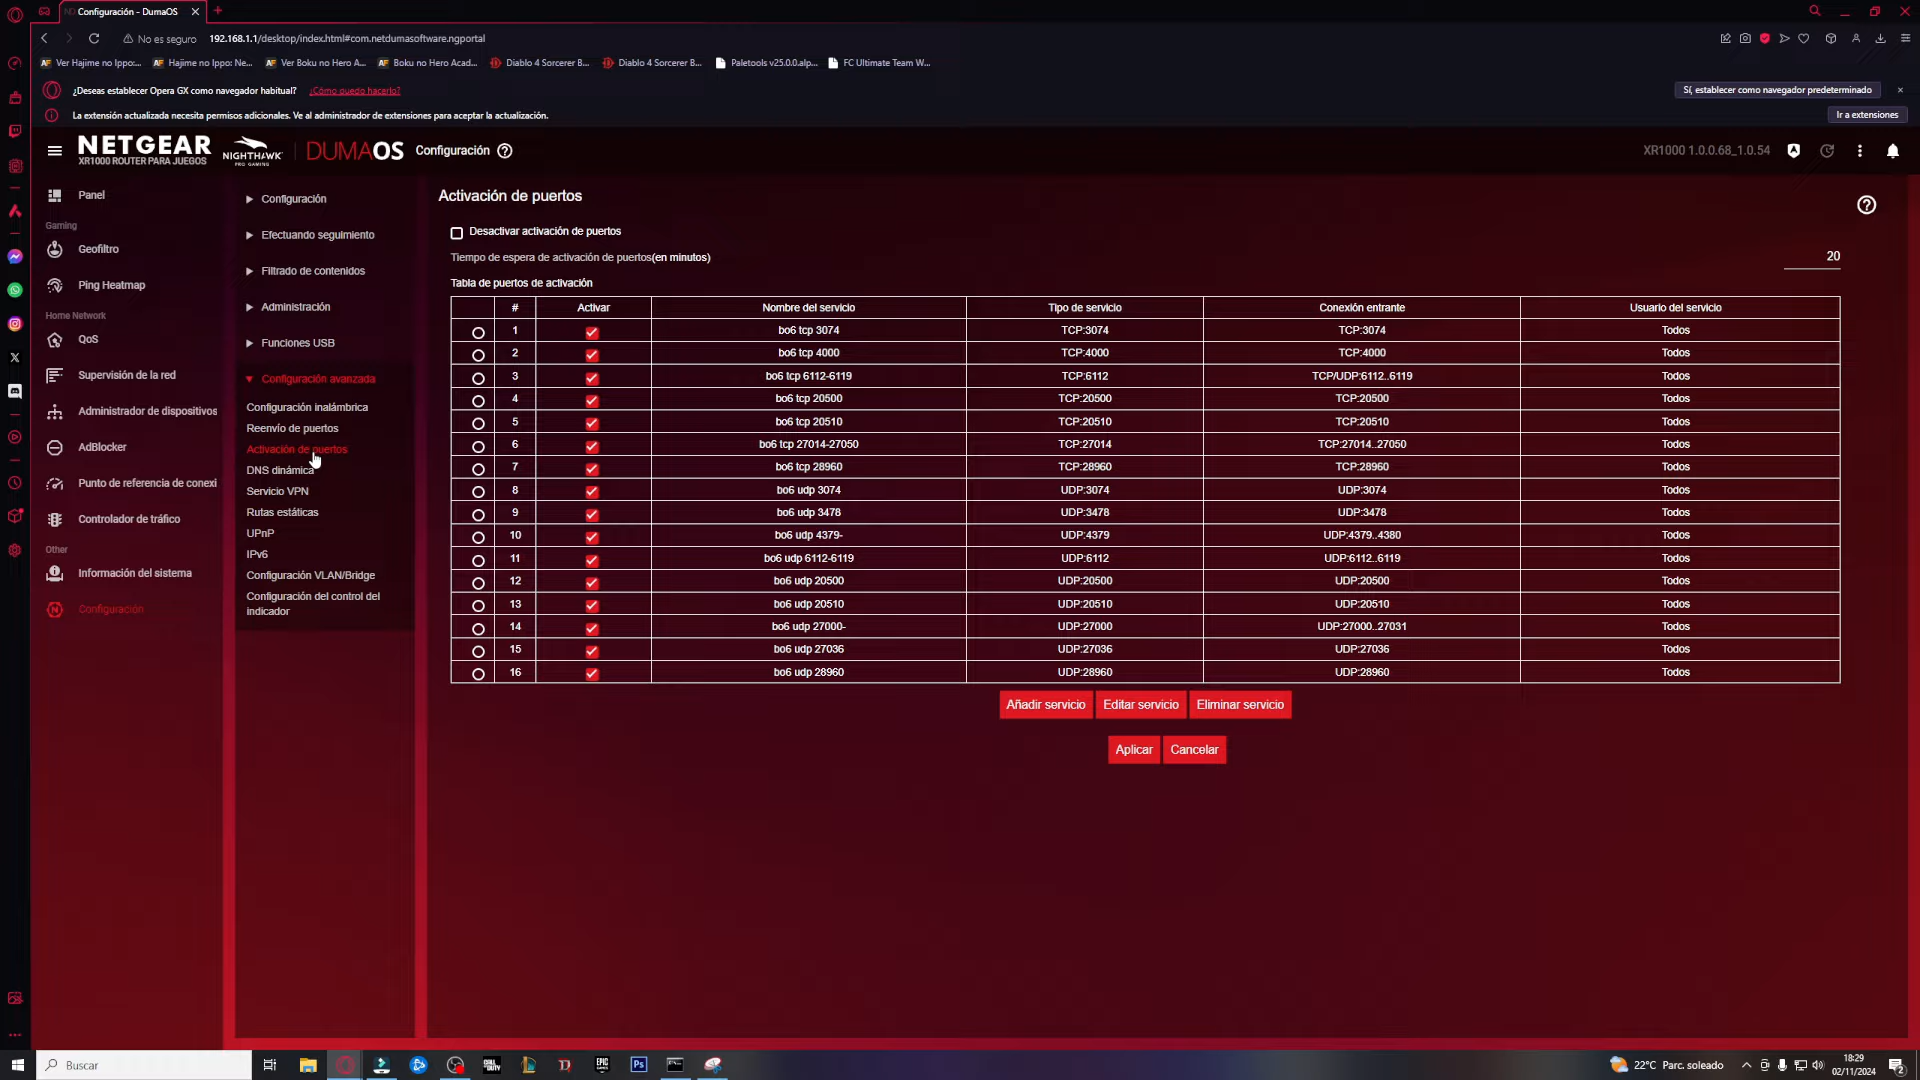 Configuración - DumaOS
No es seguro 192.168.1.1/desktop/index.html#com.netdumasoftware.ngportal
Ver Hajime no Ippo:... Hajime no Ippo: Ne... Ver Boku no Hero A... Boku no Hero Acad... Diablo 4 Sorcerer B... Diablo 4 Sorcerer B... Paletools v25.0.0.alp... FC Ultimate Team W...
¿Deseas establecer Opera GX como navegador habitual? ¿Cómo puedo hacerlo? Sí, establecer como navegador predeterminado
La extensión actualizada necesita permisos adicionales. Ve al administrador de extensiones para aceptar la actualización. Ir a extensiones
NETGEAR
XR1000 ROUTER PARA JUEGOS
NIGHTHAWK
PRO GAMING
DUMAOS Configuración
XR1000 1.0.0.68_1.0.54
Panel
Gaming
Geofiltro
Ping Heatmap
Home Network
QoS
Supervisión de la red
Administrador de dispositivos
AdBlocker
Punto de referencia de conexi
Controlador de tráfico
Other
Información del sistema
Configuración
Configuración
Efectuando seguimiento
Filtrado de contenidos
Administración
Funciones USB
Configuración avanzada
Configuración inalámbrica
Reenvío de puertos
Activación de puertos
DNS dinámica
Servicio VPN
Rutas estáticas
UPnP
IPv6
Configuración VLAN/Bridge
Configuración del control del
indicador
Activación de puertos
Desactivar activación de puertos
Tiempo de espera de activación de puertos(en minutos) 20
Tabla de puertos de activación
# Activar Nombre del servicio Tipo de servicio Conexión entrante Usuario del servicio
1 bo6 tcp 3074 TCP:3074 TCP:3074 Todos
2 bo6 tcp 4000 TCP:4000 TCP:4000 Todos
3 bo6 tcp 6112-6119 TCP:6112 TCP/UDP:6112..6119 Todos
4 bo6 tcp 20500 TCP:20500 TCP:20500 Todos
5 bo6 tcp 20510 TCP:20510 TCP:20510 Todos
6 bo6 tcp 27014-27050 TCP:27014 TCP:27014..27050 Todos
7 bo6 tcp 28960 TCP:28960 TCP:28960 Todos
8 bo6 udp 3074 UDP:3074 UDP:3074 Todos
9 bo6 udp 3478 UDP:3478 UDP:3478 Todos
10 bo6 udp 4379- UDP:4379 UDP:4379..4380 Todos
11 bo6 udp 6112-6119 UDP:6112 UDP:6112..6119 Todos
12 bo6 udp 20500 UDP:20500 UDP:20500 Todos
13 bo6 udp 20510 UDP:20510 UDP:20510 Todos
14 bo6 udp 27000- UDP:27000 UDP:27000..27031 Todos
15 bo6 udp 27036 UDP:27036 UDP:27036 Todos
16 bo6 udp 28960 UDP:28960 UDP:28960 Todos
Añadir servicio Editar servicio Eliminar servicio
Aplicar Cancelar
Buscar
22°C Parc. soleado
18:29
02/11/2024
2